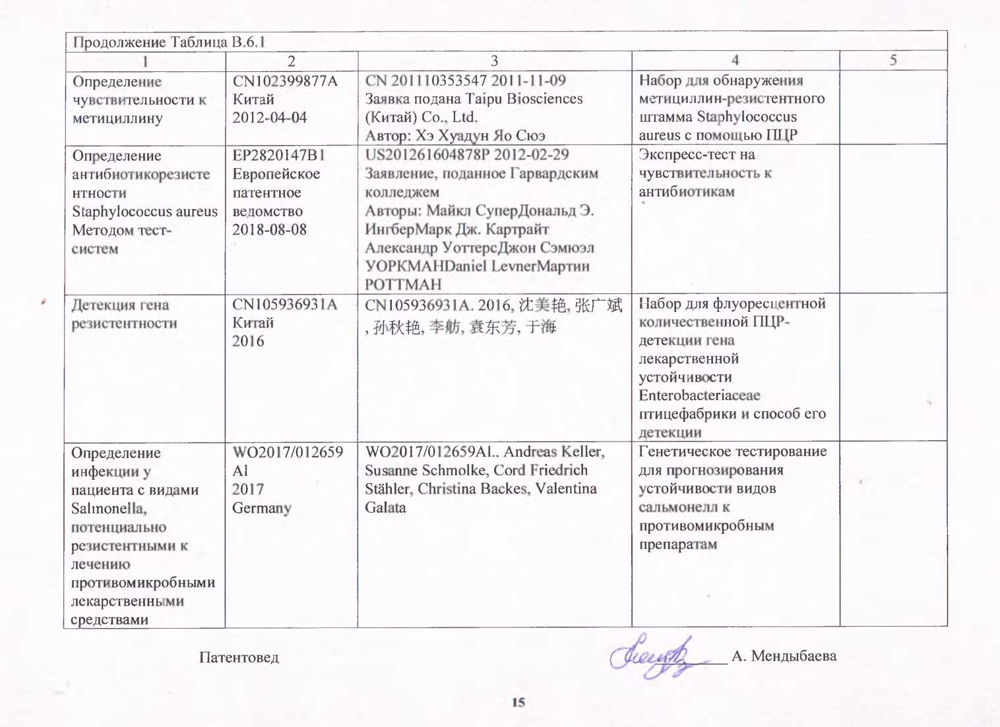 Продолжение Таблица В.6.1
1 2 3 4 5
Определение
чувствительности к
метициллину
CN102399877A
Китай
2012-04-04
CN 201110353547 2011-11-09
Заявка подана Taipu Biosciences
(Китай) Co., Ltd.
Автор: Хэ Хуадун Яо Сюэ
Набор для обнаружения
метициллин-резистентного
штамма Staphylococcus
aureus с помощью ПЦР
Определение
антибиотикорезисте
нтности
Staphylococcus aureus
Методом тест-
систем
EP2820147B1
Европейское
патентное
ведомство
2018-08-08
US201261604878P 2012-02-29
Заявление, поданное Гарвардским
колледжем
Авторы: Майкл СуперДональд Э.
ИнгберМарк Дж. Картрайт
Александр УоттерсДжон Сэмюэл
УОРКМАНDaniel LevnerМартин
РОТТМАН
Экспресс-тест на
чувствительность к
антибиотикам
Детекция гена
резистентности
CN105936931A
Китай
2016
CN105936931A. 2016, 沈美艳, 张广斌
, 孙秋艳, 李舫, 袁东芳, 于海
Набор для флуоресцентной
количественной ПЦР-
детекции гена
лекарственной
устойчивости
Enterobacteriaceae
птицефабрики и способ его
детекции
Определение
инфекции у
пациента с видами
Salmonella,
потенциально
резистентными к
лечению
противомикробными
лекарственными
средствами
WO2017/012659
A1
2017
Germany
WO2017/012659A1.. Andreas Keller,
Susanne Schmolke, Cord Friedrich
Stähler, Christina Backes, Valentina
Galata
Генетическое тестирование
для прогнозирования
устойчивости видов
сальмонелл к
противомикробным
препаратам
Патентовед А. Мендыбаева
15